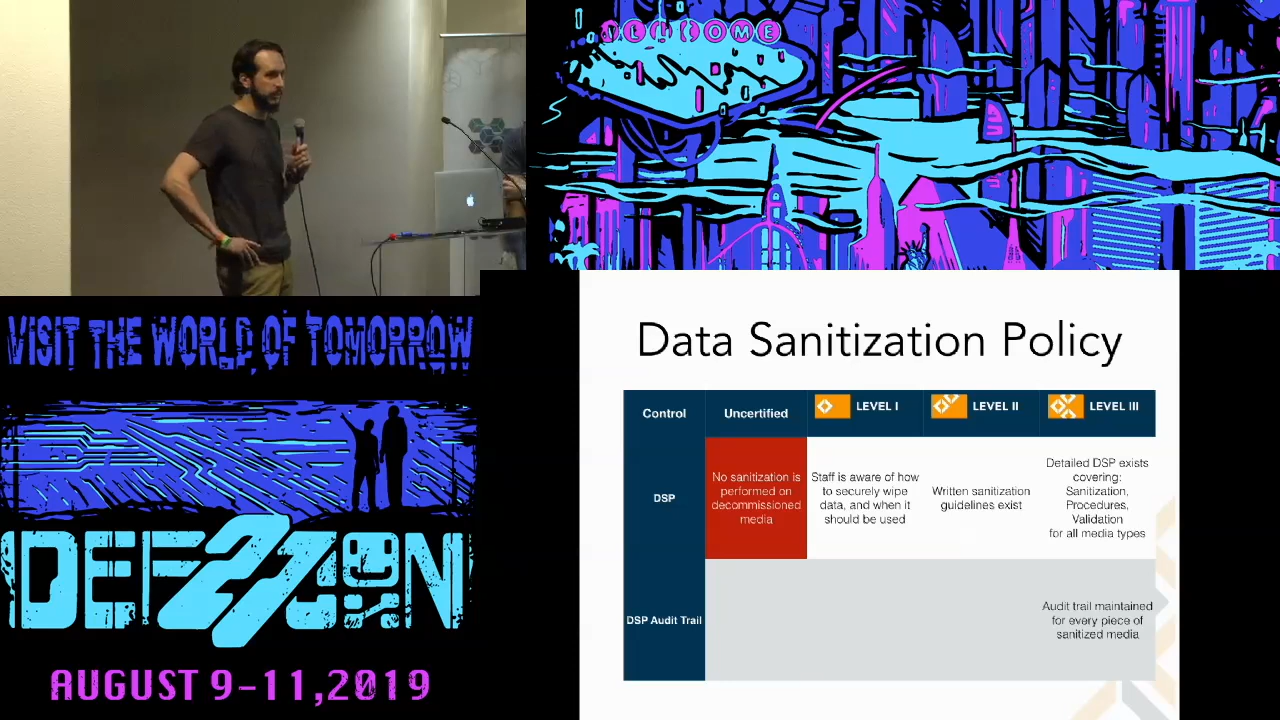 WELCOME
VISIT THE WORLD OF TOMORROW
DEF CON
27
AUGUST 9-11,2019
Data Sanitization Policy
Control
Uncertified
LEVEL I
LEVEL II
LEVEL III
DSP
No sanitization is
performed on
decommissioned
media
Staff is aware of how
to securely wipe
data, and when it
should be used
Written sanitization
guidelines exist
Detailed DSP exists
covering:
Sanitization,
Procedures,
Validation
for all media types
DSP Audit Trail
Audit trail maintained
for every piece of
sanitized media